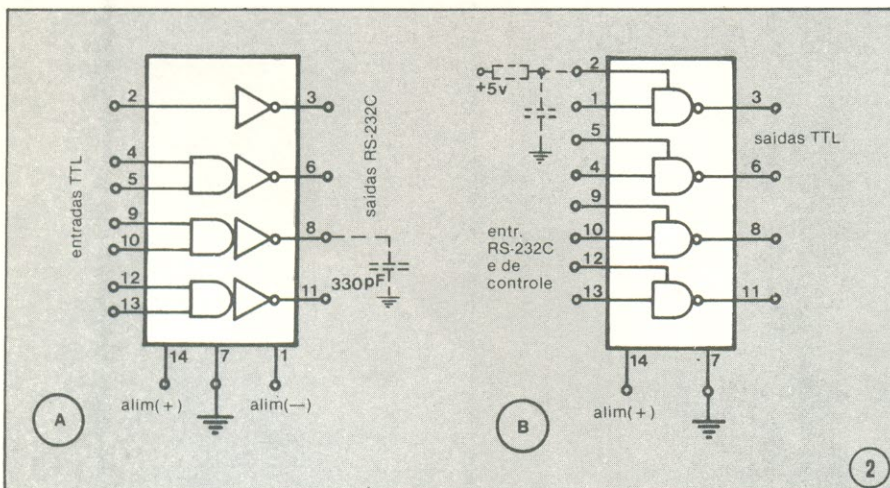 2
3
4
5
6
9
10
8
12
13
11
14
7
1
entradas TTL
saídas RS-232C
330pF
alim(+)
alim(—)
A
+5v
2
1
3
5
4
6
9
10
8
12
13
11
saídas TTL
entr.
RS-232C
e de
controle
14
7
alim(+)
B
2